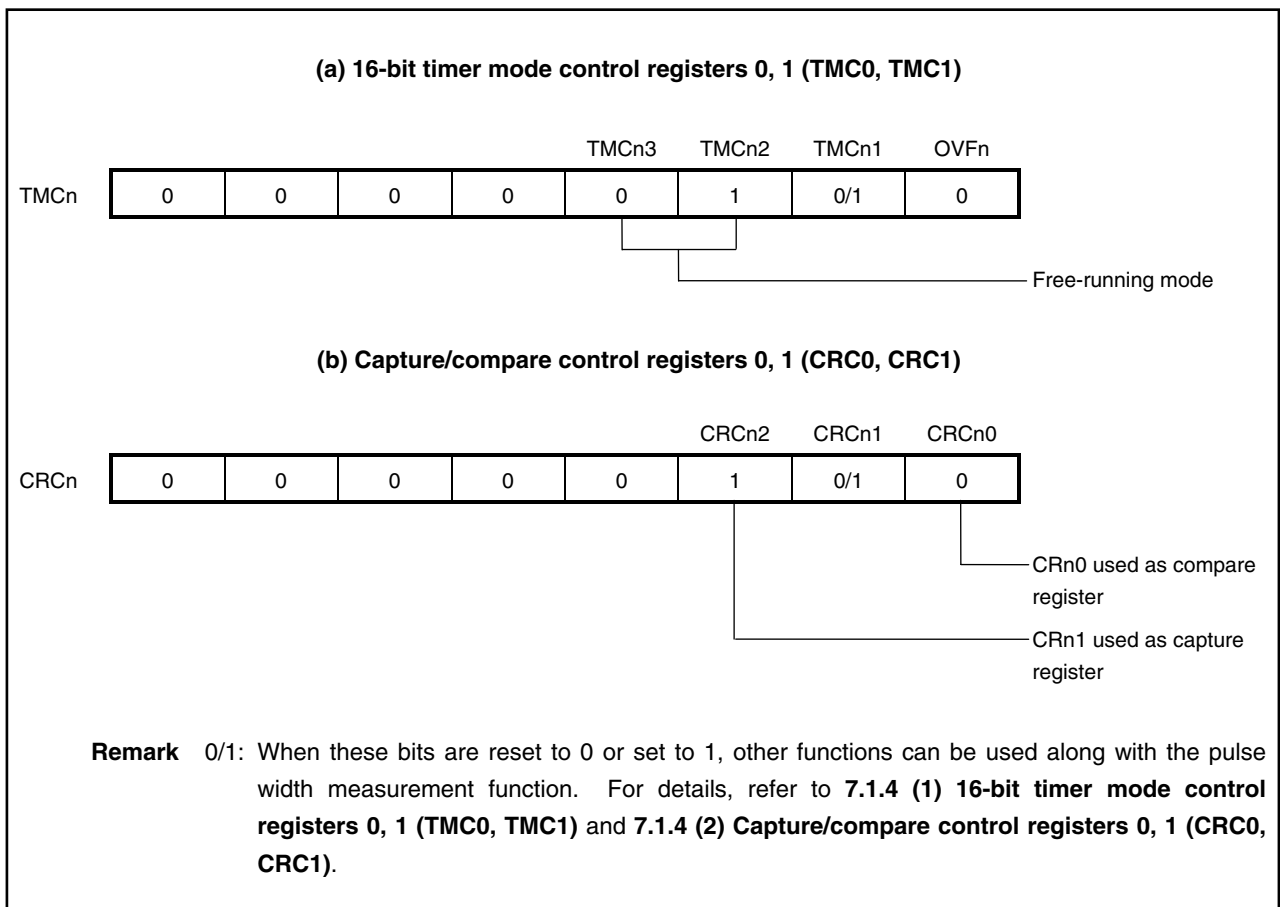 (a) 16-bit timer mode control registers 0, 1 (TMC0, TMC1)
TMCn3 TMCn2 TMCn1 OVFn
TMCn 0 0 0 0 0 1 0/1 0
Free-running mode
(b) Capture/compare control registers 0, 1 (CRC0, CRC1)
CRCn2 CRCn1 CRCn0
CRCn 0 0 0 0 0 1 0/1 0
CRn0 used as compare
register
CRn1 used as capture
register
Remark 0/1: When these bits are reset to 0 or set to 1, other functions can be used along with the pulse
width measurement function. For details, refer to 7.1.4 (1) 16-bit timer mode control
registers 0, 1 (TMC0, TMC1) and 7.1.4 (2) Capture/compare control registers 0, 1 (CRC0,
CRC1).